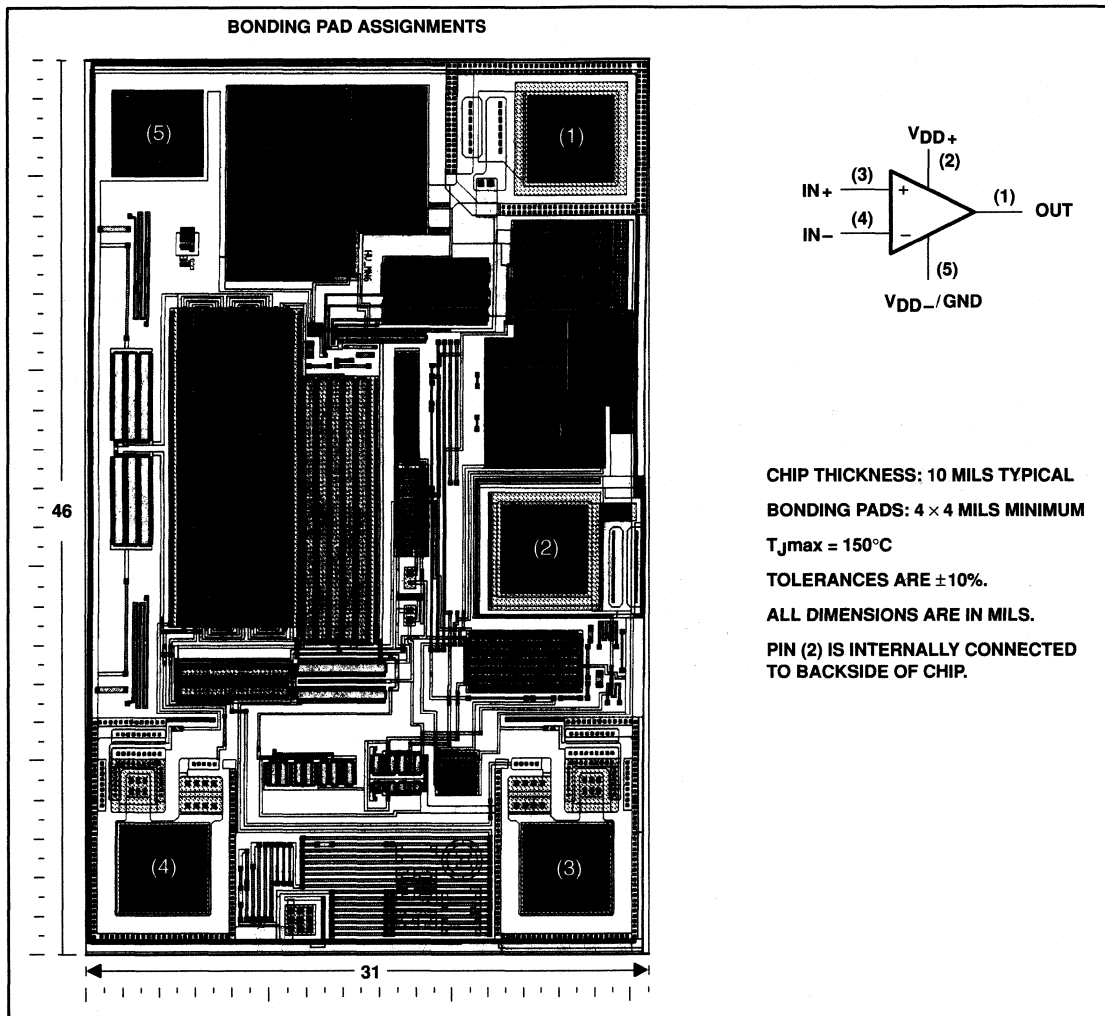 BONDING PAD ASSIGNMENTS
(5)
(1)
VDD+
(2)
(3)
IN+
+
(1)
OUT
(4)
IN−
−
(5)
VDD−/GND
46
(2)
CHIP THICKNESS: 10 MILS TYPICAL
BONDING PADS: 4 × 4 MILS MINIMUM
TJmax = 150°C
TOLERANCES ARE ±10%.
ALL DIMENSIONS ARE IN MILS.
PIN (2) IS INTERNALLY CONNECTED
TO BACKSIDE OF CHIP.
(4)
(3)
31